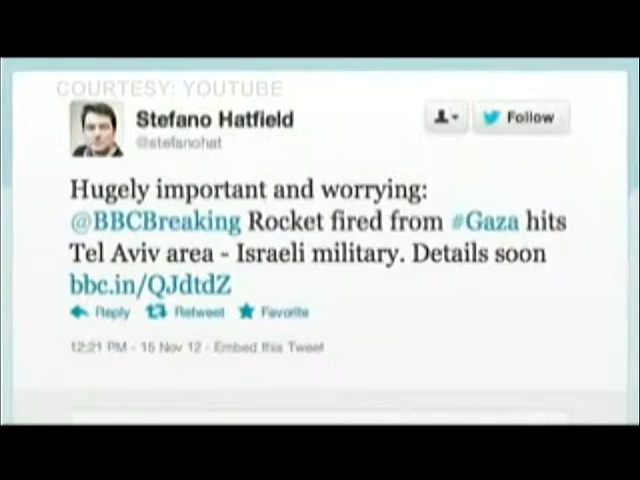 COURTESY: YOUTUBE
Stefano Hatfield
Follow
@stefanohat
Hugely important and worrying:
@BBCBreaking Rocket fired from #Gaza hits
Tel Aviv area - Israeli military. Details soon
bbc.in/QJdtdZ
Reply Retweet Favorite
12:21 PM - 15 Nov 12 · Embed this Tweet